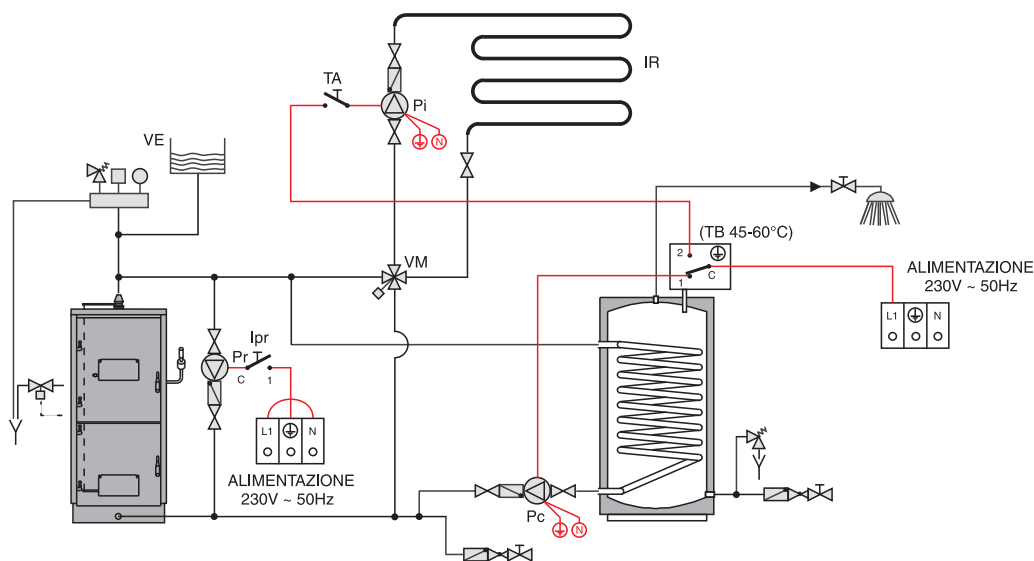 IR
TA
Pi
N
VE
(TB 45-60°C)
2
C
1
VM
ALIMENTAZIONE
230V ~ 50Hz
L1
N
Ipr
Pr
C
1
L1
N
ALIMENTAZIONE
230V ~ 50Hz
Pc
N